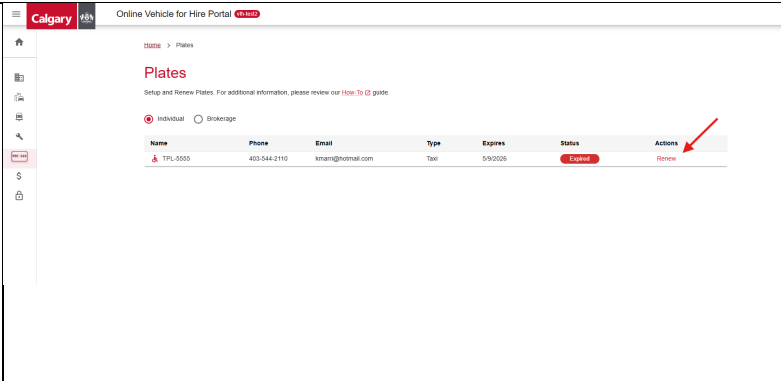 Calgary Online Vehicle for Hire Portal vfh-test2
Home > Plates
Plates
Setup and Renew Plates. For additional information, please review our How-To guide.
Individual Brokerage
Name Phone Email Type Expires Status Actions
TPL-5555 403-544-2110 kmarri@hotmail.com Taxi 5/9/2026 Expired Renew
$